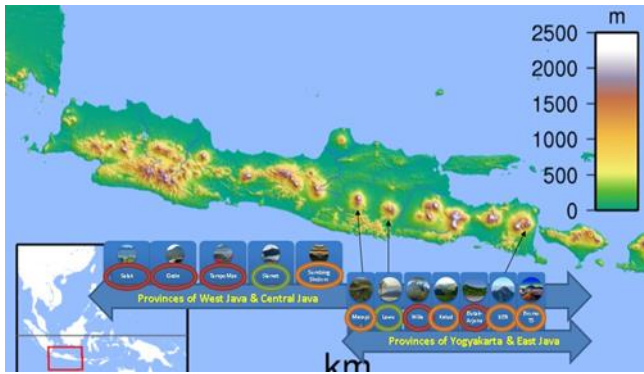 m
2500
2000
1500
1000
500
0
Salak
Gede
Slamet
Sumbing
Merapi
Lawu
Wilis
Kelud
Provinces of West Java & Central Java
Provinces of Yogyakarta & East Java
km